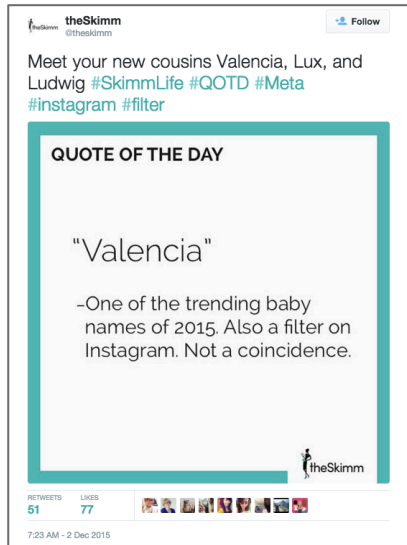 theSkimm
theSkimm
@theskimm
Follow
Meet your new cousins Valencia, Lux, and
Ludwig #SkimmLife #QOTD #Meta
#instagram #filter
QUOTE OF THE DAY
"Valencia"
–One of the trending baby
names of 2015. Also a filter on
Instagram. Not a coincidence.
theSkimm
RETWEETS LIKES
51 77
7:23 AM - 2 Dec 2015